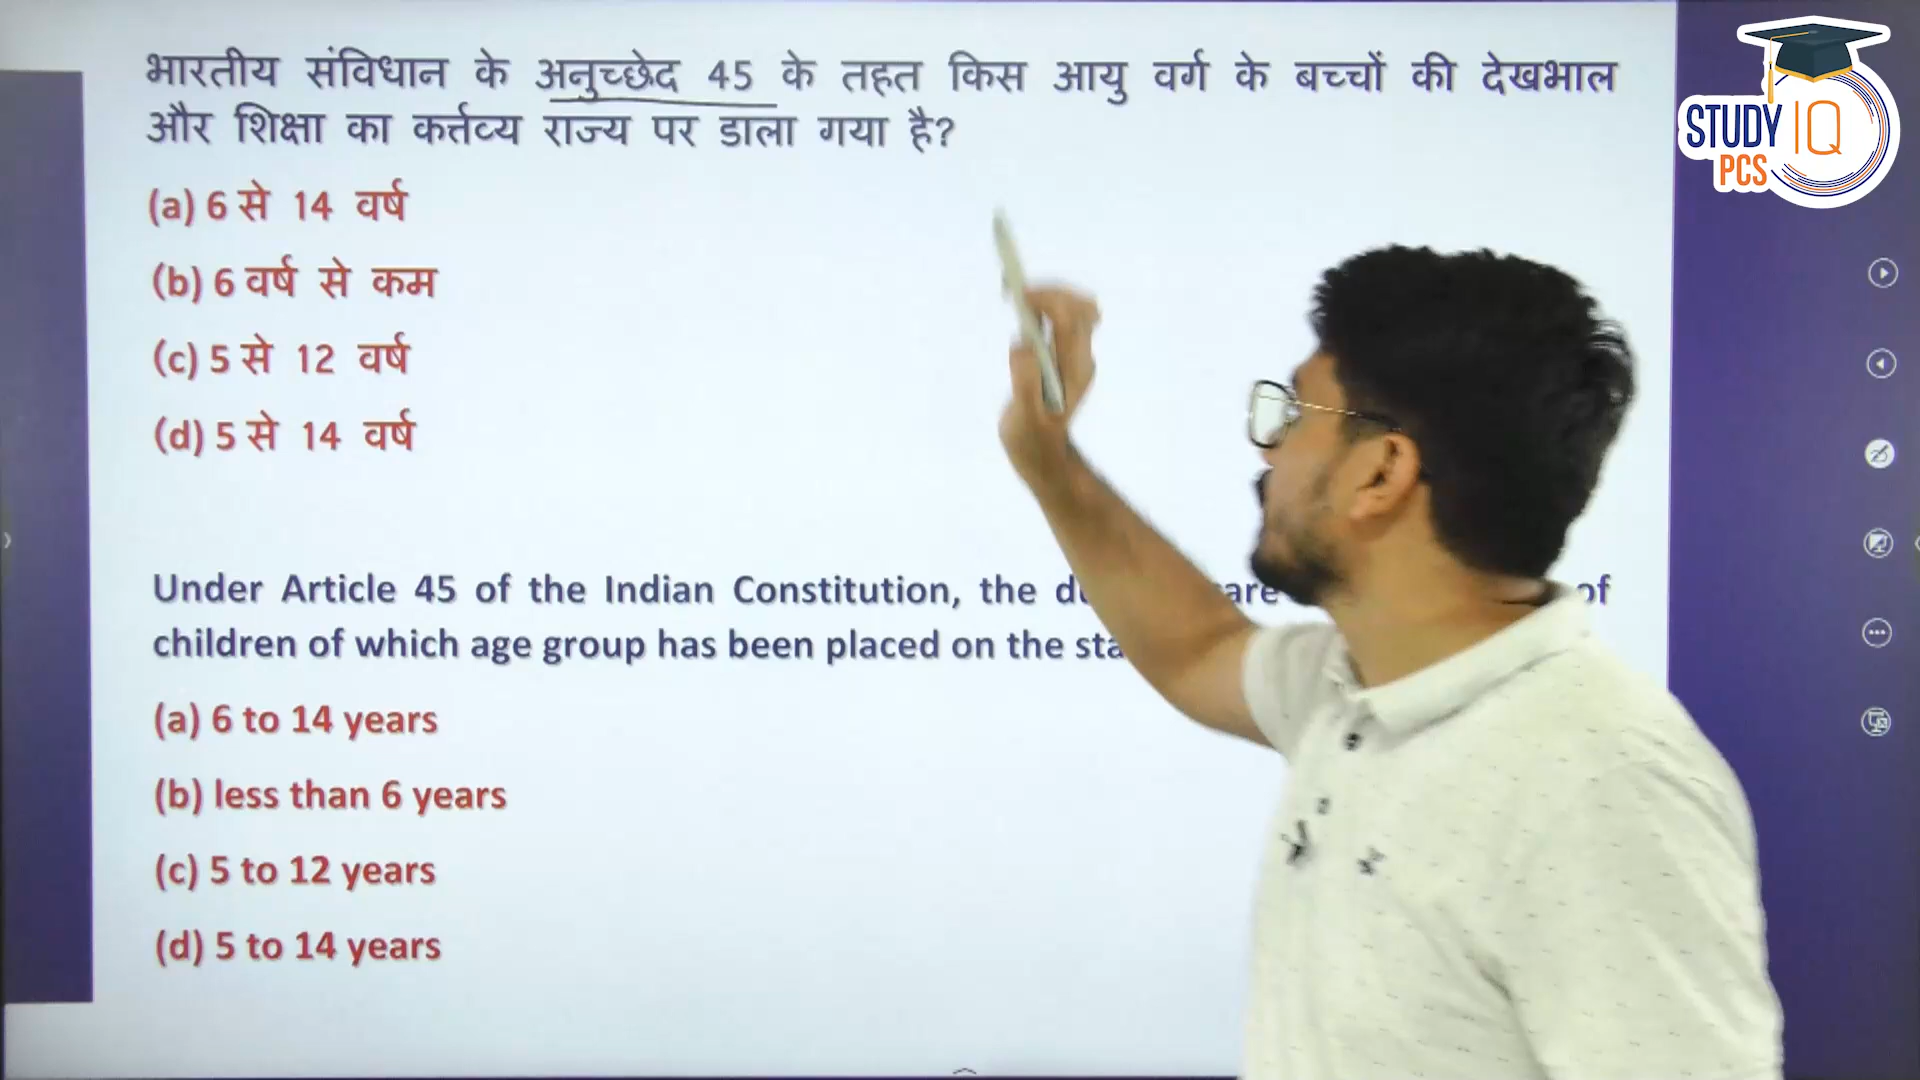 भारतीय संविधान के अनुच्छेद 45 के तहत किस आयु वर्ग के बच्चों की देखभाल
और शिक्षा का कर्त्तव्य राज्य पर डाला गया है?
(a) 6 से 14 वर्ष
(b) 6 वर्ष से कम
(c) 5 से 12 वर्ष
(d) 5 से 14 वर्ष
Under Article 45 of the Indian Constitution, the of
children of which age group has been placed on the
(a) 6 to 14 years
(b) less than 6 years
(c) 5 to 12 years
(d) 5 to 14 years
STUDY IQ
PCS